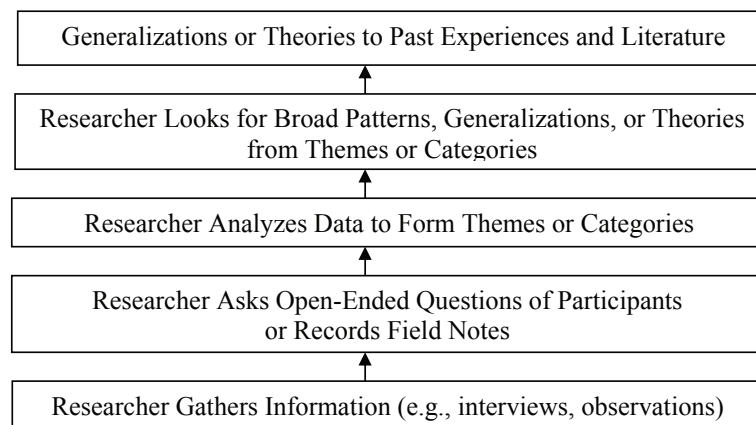 Generalizations or Theories to Past Experiences and Literature
Researcher Looks for Broad Patterns, Generalizations, or Theories
from Themes or Categories
Researcher Analyzes Data to Form Themes or Categories
Researcher Asks Open-Ended Questions of Participants
or Records Field Notes
Researcher Gathers Information (e.g., interviews, observations)